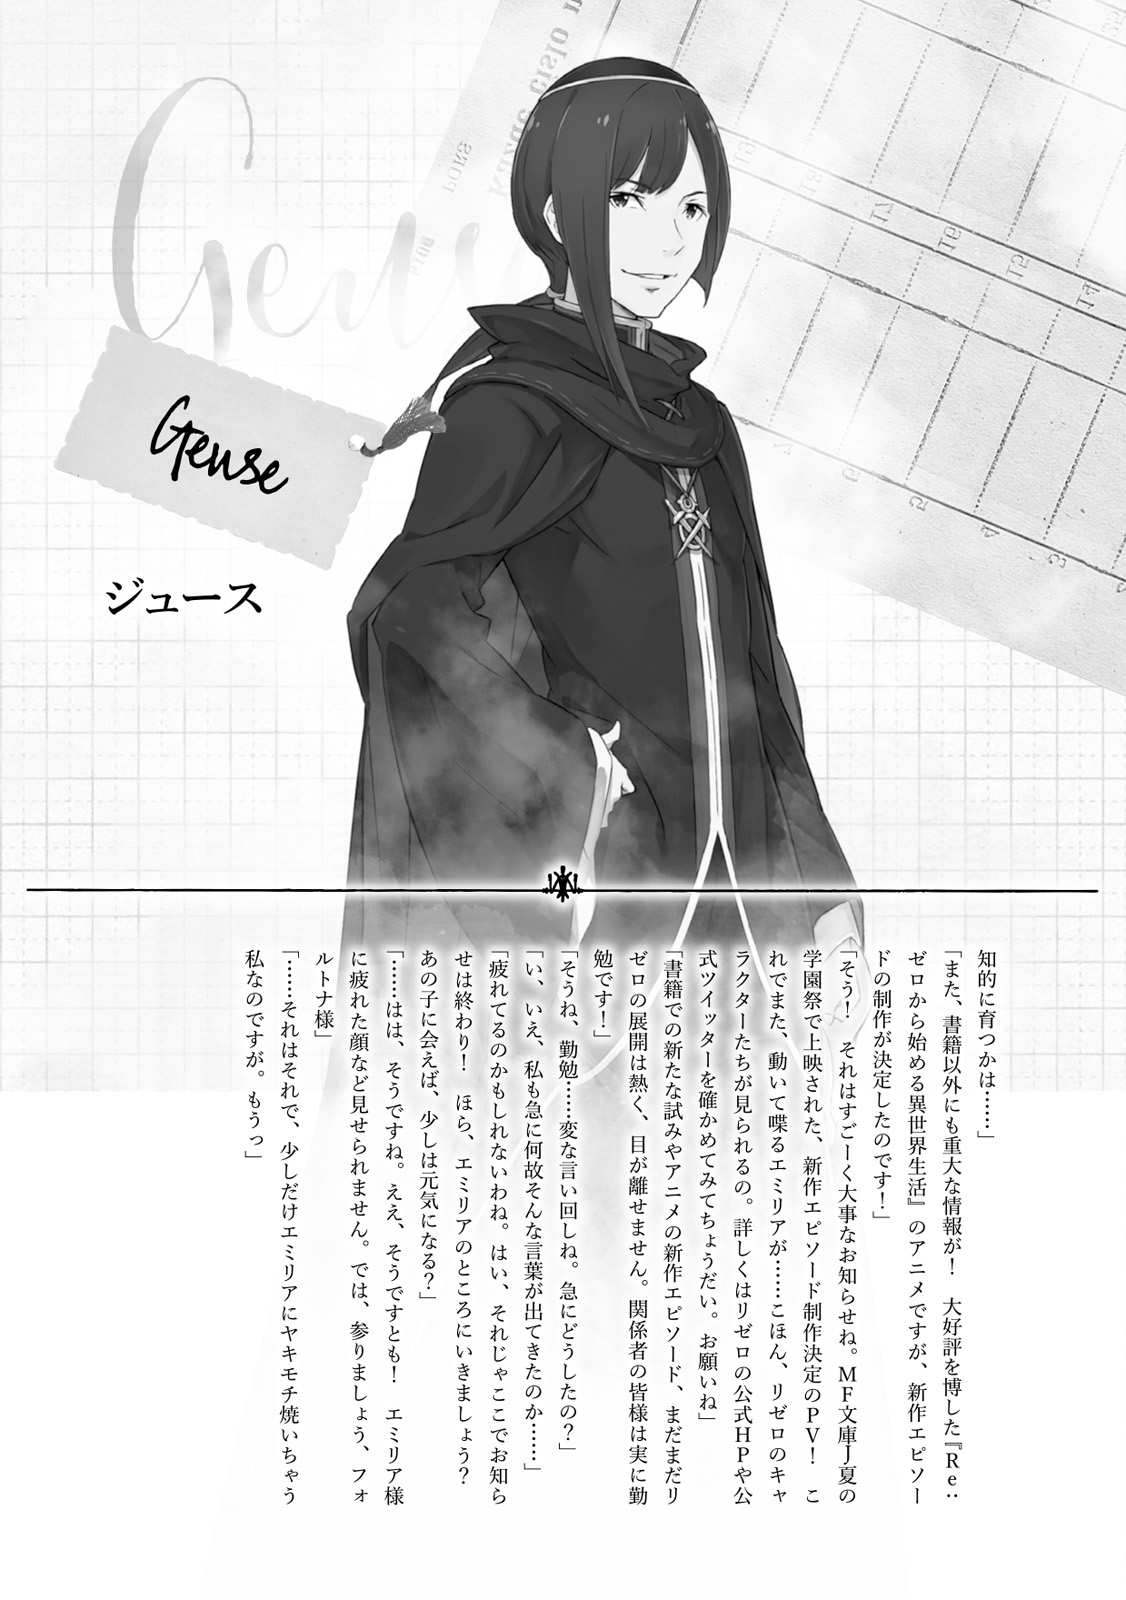 Geuse
Geuse
ジュース
知的に育つかは……」
「また、書籍以外にも重大な情報が！　大好評を博した『Re：
ゼロから始める異世界生活』のアニメですが、新作エピソー
ドの制作が決定したのです！」
「そう！　それはすごーく大事なお知らせね。ＭＦ文庫Ｊ夏の
学園祭で上映された、新作エピソード制作決定のＰＶ！　こ
れでまた、動いて喋るエミリアが……こほん、リゼロのキャ
ラクターたちが見られるの。詳しくはリゼロの公式ＨＰや公
式ツイッターを確かめてみてちょうだい。お願いね」
「書籍での新たな試みやアニメの新作エピソード、まだまだリ
ゼロの展開は熱く、目が離せません。関係者の皆様は実に勤
勉です！」
「そうね、勤勉……変な言い回しね。急にどうしたの？」
「い、いえ、私も急に何故そんな言葉が出てきたのか……」
「疲れてるのかもしれないわね。はい、それじゃここでお知ら
せは終わり！　ほら、エミリアのところにいきましょう？
あの子に会えば、少しは元気になる？」
「……はは、そうですね。ええ、そうですとも！　エミリア様
に疲れた顔など見せられません。では、参りましょう、フォ
ルトナ様」
「……それはそれで、少しだけエミリアにヤキモチ焼いちゃう
私なのですが。もうっ」